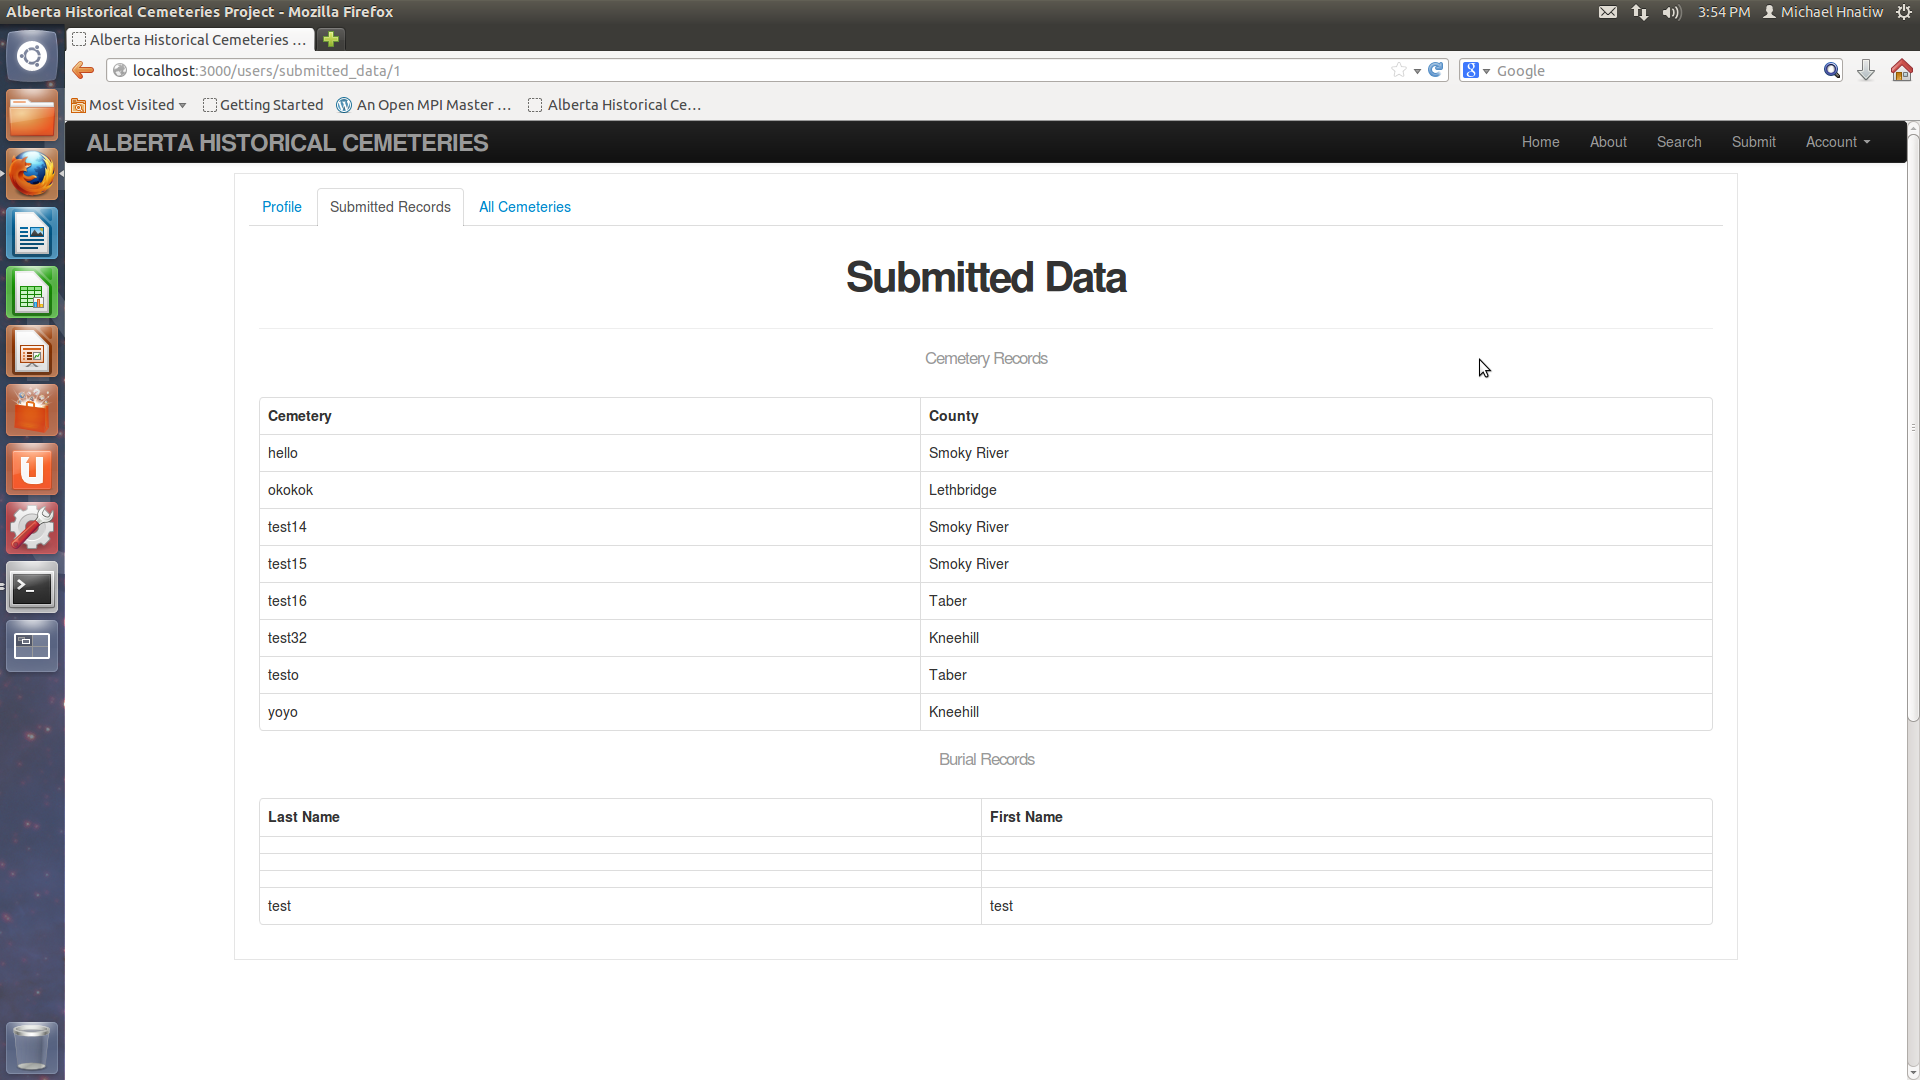 Alberta Historical Cemeteries Project - Mozilla Firefox
3:54 PM Michael Hnatiw
Alberta Historical Cemeteries ...
localhost:3000/users/submitted_data/1
Google
Most Visited Getting Started An Open MPI Master ... Alberta Historical Ce...
ALBERTA HISTORICAL CEMETERIES
Home About Search Submit Account
Profile Submitted Records All Cemeteries
Submitted Data
Cemetery Records
Cemetery County
hello Smoky River
okokok Lethbridge
test14 Smoky River
test15 Smoky River
test16 Taber
test32 Kneehill
testo Taber
yoyo Kneehill
Burial Records
Last Name First Name
test test